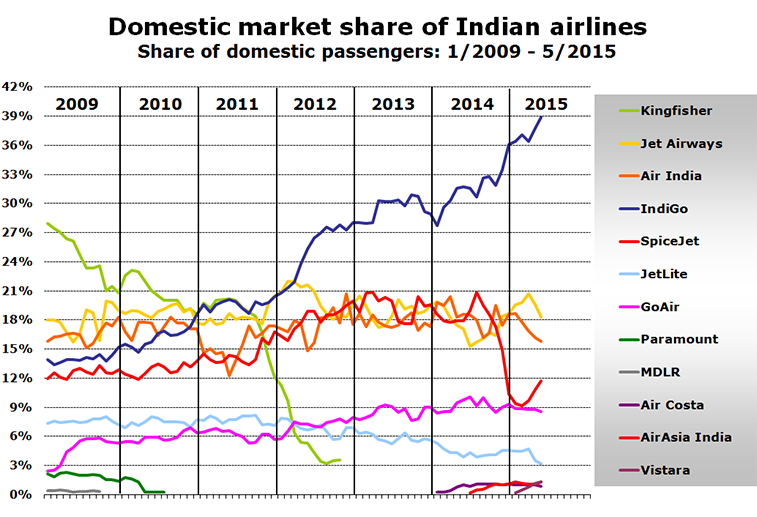 Domestic market share of Indian airlines
Share of domestic passengers: 1/2009 - 5/2015
42%
39%
36%
33%
30%
27%
24%
21%
18%
15%
12%
9%
6%
3%
0%
2009 2010 2011 2012 2013 2014 2015
Kingfisher
Jet Airways
Air India
IndiGo
SpiceJet
JetLite
GoAir
Paramount
MDLR
Air Costa
AirAsia India
Vistara